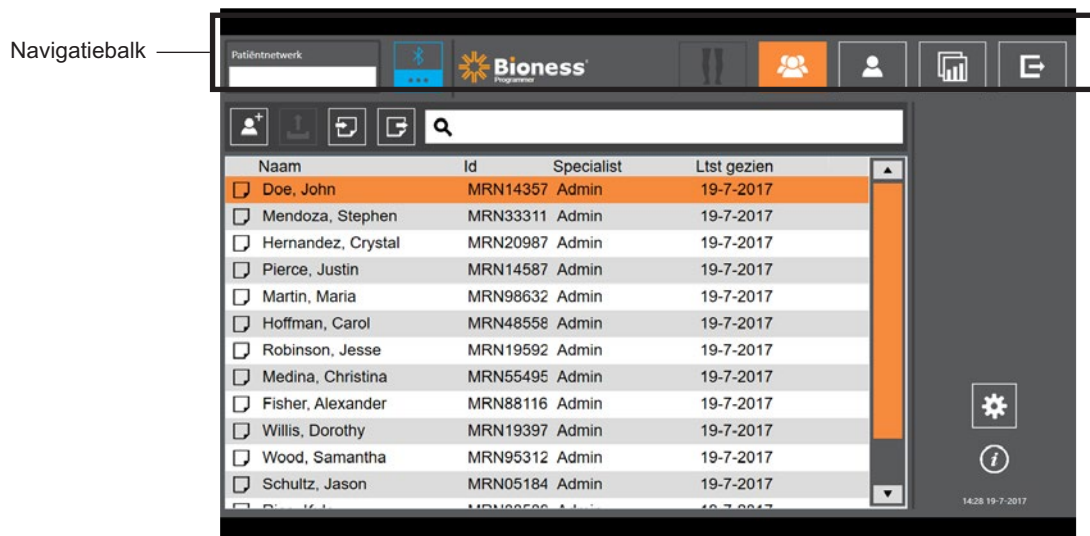 Navigatiebalk
Patiëntnetwerk
Bioness
Programmer
Naam Id Specialist Ltst gezien
Doe, John MRN14357 Admin 19-7-2017
Mendoza, Stephen MRN33311 Admin 19-7-2017
Hernandez, Crystal MRN20987 Admin 19-7-2017
Pierce, Justin MRN14587 Admin 19-7-2017
Martin, Maria MRN98632 Admin 19-7-2017
Hoffman, Carol MRN48558 Admin 19-7-2017
Robinson, Jesse MRN19592 Admin 19-7-2017
Medina, Christina MRN55495 Admin 19-7-2017
Fisher, Alexander MRN88116 Admin 19-7-2017
Willis, Dorothy MRN19397 Admin 19-7-2017
Wood, Samantha MRN95312 Admin 19-7-2017
Schultz, Jason MRN05184 Admin 19-7-2017
14:28 19-7-2017